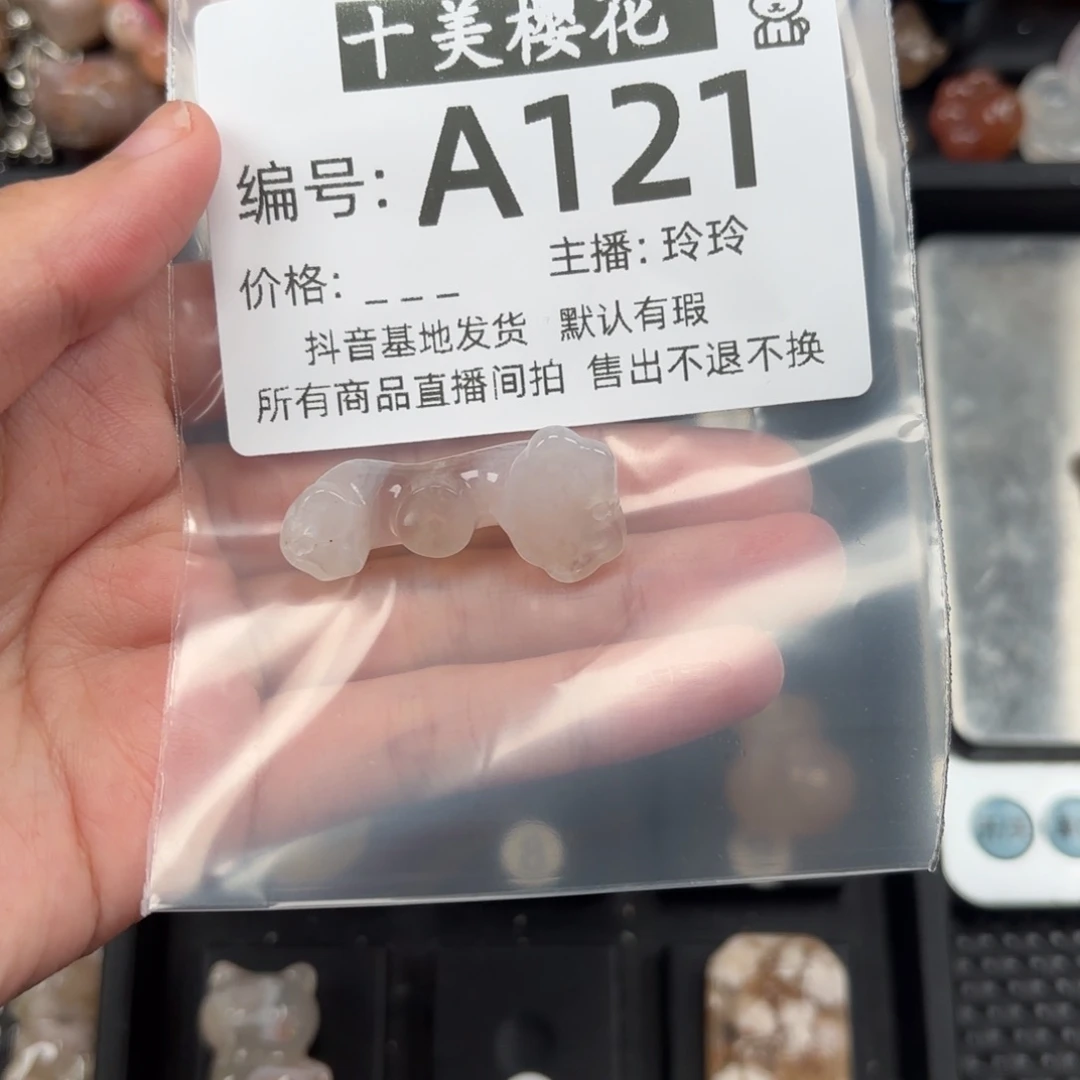 十美樱花
编号: A121
价格: _ _ _ 主播: 玲玲
抖音基地发货 默认有瑕
所有商品直播间拍 售出不退不换